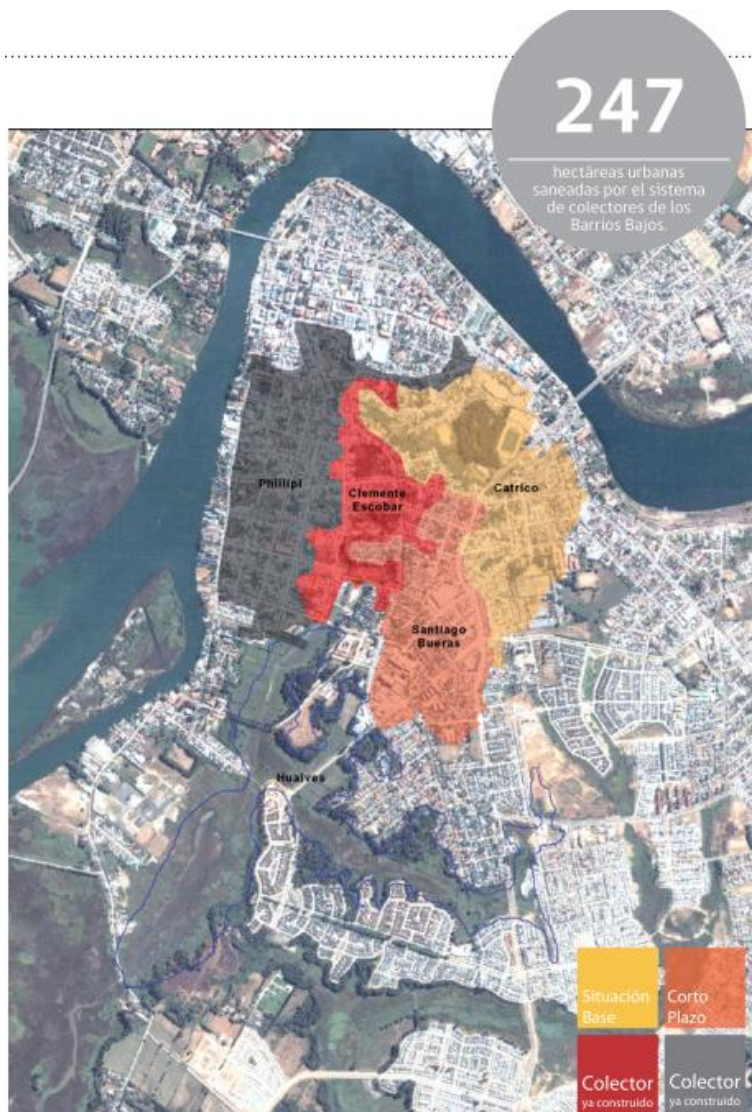 247
hectáreas urbanas
saneadas por el sistema
de colectores de los
Barrios Bajos.
Phillipi
Clemente
Escobar
Catrico
Santiago
Bueras
Hualves
Situación
Base
Corto
Plazo
Colector
ya construido
Colector
ya construido